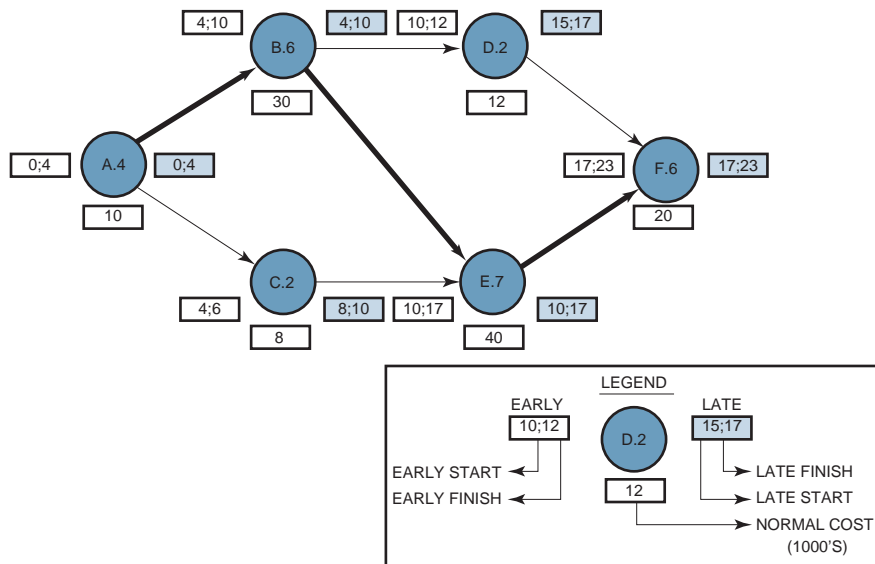 4;10
B.6
4;10
10;12
D.2
15;17
30
12
0;4
A.4
0;4
17;23
F.6
17;23
10
20
4;6
C.2
8;10
10;17
E.7
10;17
8
40
LEGEND
EARLY
LATE
10;12
D.2
15;17
EARLY START
EARLY FINISH
12
LATE FINISH
LATE START
NORMAL COST
(1000'S)